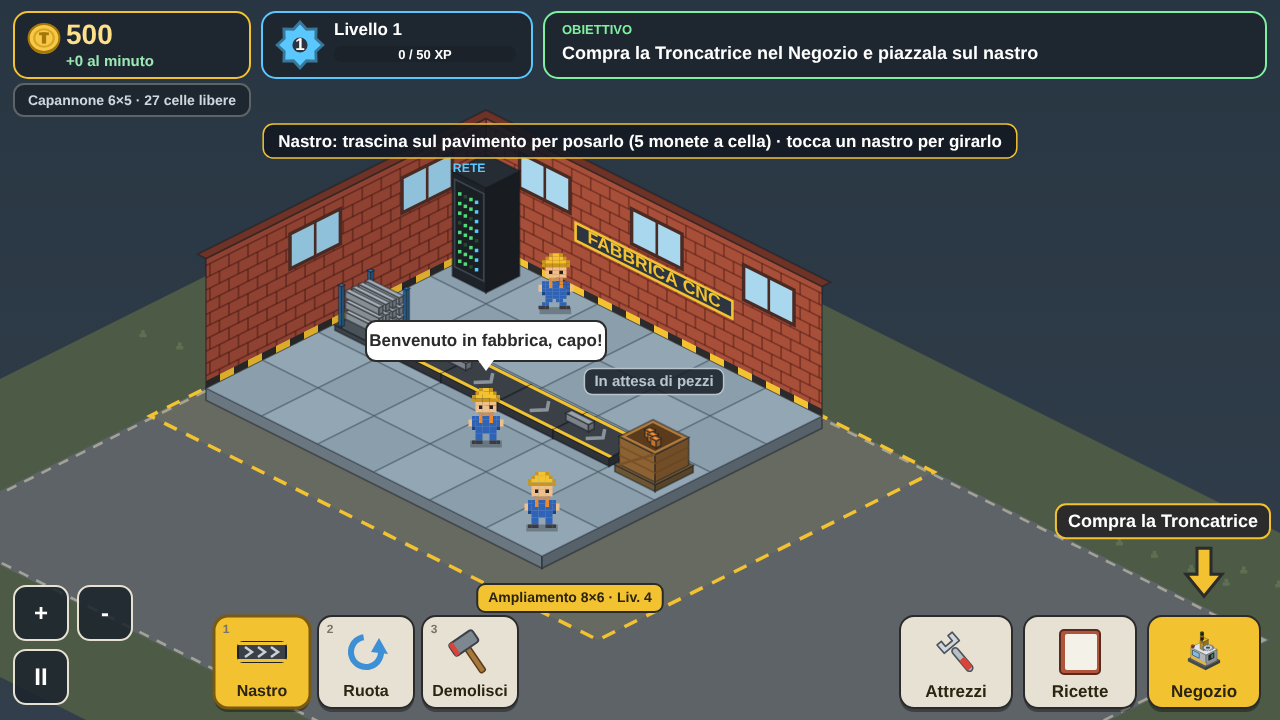 500
+0 al minuto
1
Livello 1
0 / 50 XP
OBIETTIVO
Compra la Troncatrice nel Negozio e piazzala sul nastro
Capannone 6×5 · 27 celle libere
Nastro: trascina sul pavimento per posarlo (5 monete a cella) · tocca un nastro per girarlo
RETE
FABBRICA CNC
Benvenuto in fabbrica, capo!
In attesa di pezzi
Compra la Troncatrice
Ampliamento 8×6 · Liv. 4
+
-
1
Nastro
2
Ruota
3
Demolisci
Attrezzi
Ricette
Negozio